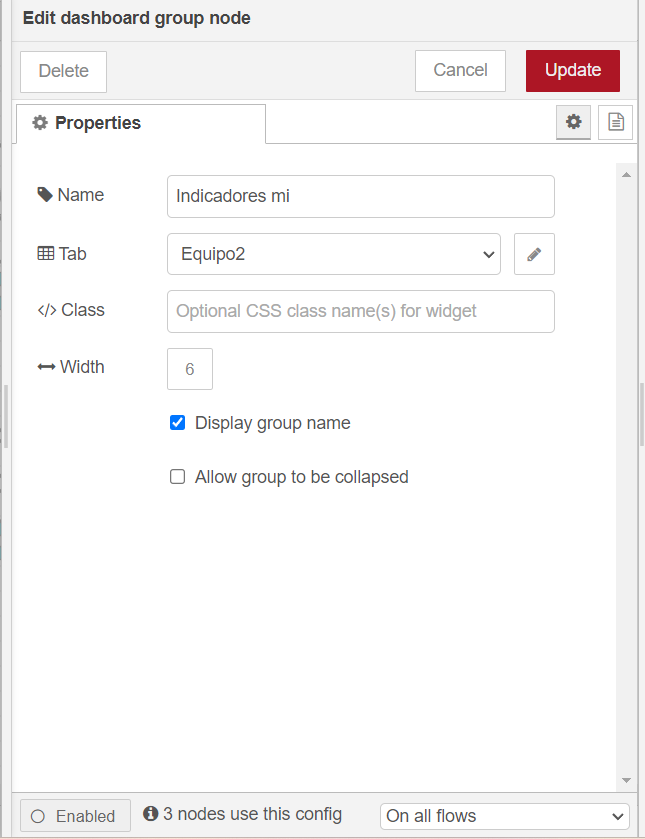 Edit dashboard group node
Delete
Cancel
Update
Properties
Name
Indicadores mi
Tab
Equipo2
Class
Optional CSS class name(s) for widget
Width
6
Display group name
Allow group to be collapsed
Enabled
3 nodes use this config
On all flows